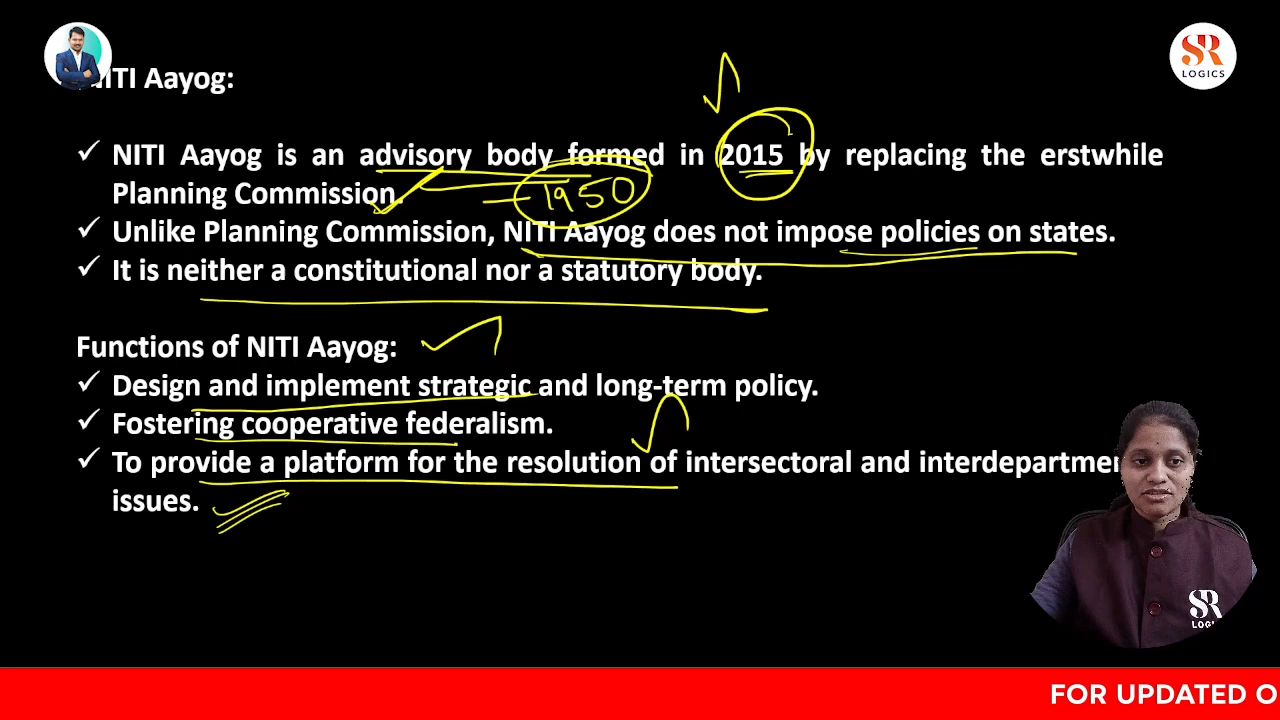 NITI Aayog:
SR
LOGICS
✓ NITI Aayog is an advisory body formed in 2015 by replacing the erstwhile
Planning Commission.
1950
✓ Unlike Planning Commission, NITI Aayog does not impose policies on states.
✓ It is neither a constitutional nor a statutory body.
Functions of NITI Aayog:
✓ Design and implement strategic and long-term policy.
✓ Fostering cooperative federalism.
✓ To provide a platform for the resolution of intersectoral and
issues.
SR
FOR UPDATED O